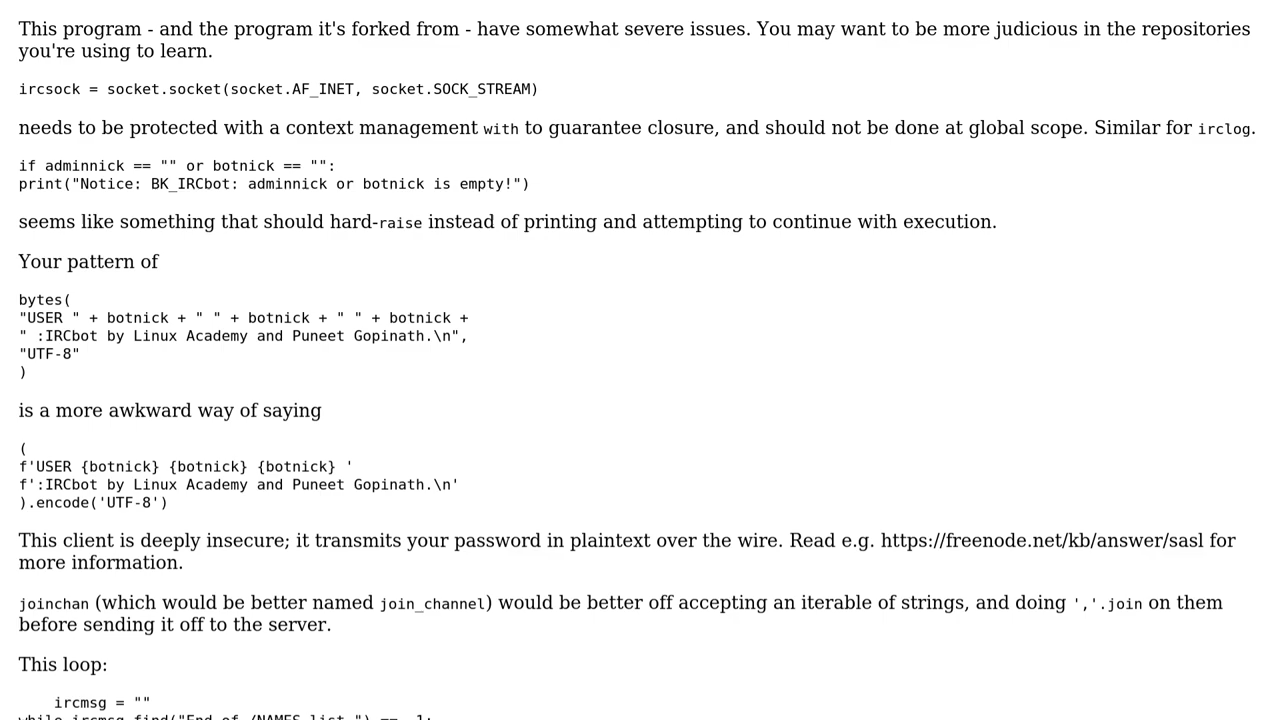 This program - and the program it's forked from - have somewhat severe issues. You may want to be more judicious in the repositories
you're using to learn.
ircsock = socket.socket(socket.AF_INET, socket.SOCK_STREAM)
needs to be protected with a context management with to guarantee closure, and should not be done at global scope. Similar for irclog.
if adminnick == "" or botnick == "":
print("Notice: BK_IRCbot: adminnick or botnick is empty!")
seems like something that should hard-raise instead of printing and attempting to continue with execution.
Your pattern of
bytes(
"USER " + botnick + " " + botnick + " " + botnick +
" :IRCbot by Linux Academy and Puneet Gopinath.\n",
"UTF-8"
)
is a more awkward way of saying
(
f'USER {botnick} {botnick} {botnick} '
f':IRCbot by Linux Academy and Puneet Gopinath.\n'
).encode('UTF-8')
This client is deeply insecure; it transmits your password in plaintext over the wire. Read e.g. https://freenode.net/kb/answer/sasl for
more information.
joinchan (which would be better named join_channel) would be better off accepting an iterable of strings, and doing ','.join on them
before sending it off to the server.
This loop:
ircmsg = ""
while ircmsg.find("End of /NAMES list.") == -1: